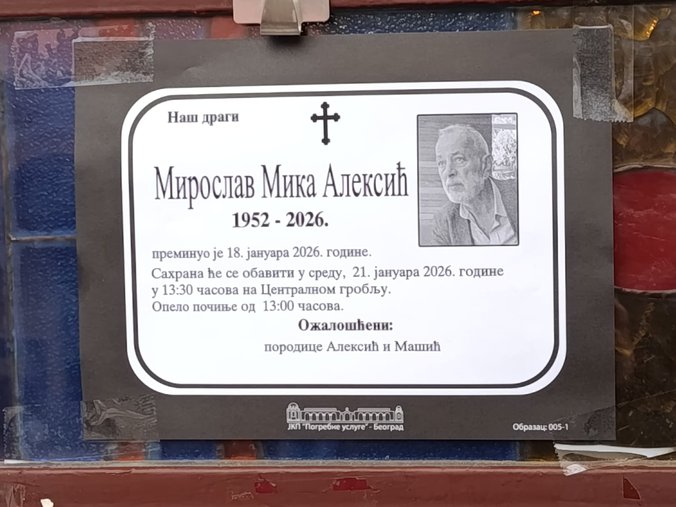 Наш драги
Мирослав Мика Алексић
1952 - 2026.
преминуо је 18. јануара 2026. године.
Сахрана ће се обавити у среду, 21. јануара 2026. године
у 13:30 часова на Централном гробљу.
Опело почиње од 13:00 часова.
Ожалошћени:
породице Алексић и Машић
ЈКП "Погребне услуге" - Београд
Образац: 005-1